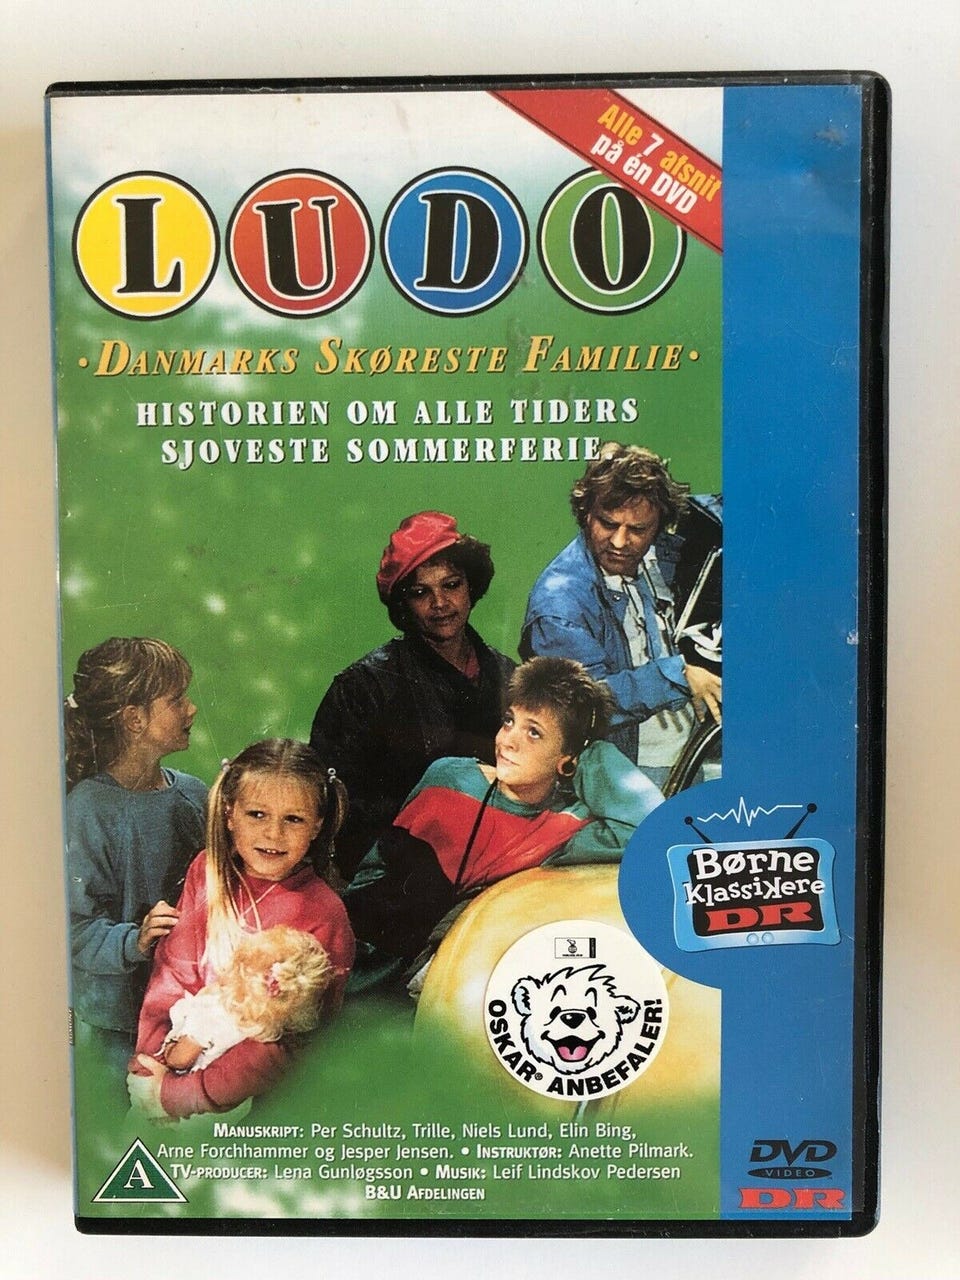 Alle 7 afsnit
på én DVD
LUDO
• DANMARKS SKØRESTE FAMILIE •
HISTORIEN OM ALLE TIDERS
SJOVESTE SOMMERFERIE.
Børne
Klassikere
DR
OSKAR® ANBEFALER!
MANUSKRIPT: Per Schultz, Trille, Niels Lund, Elin Bing,
Arne Forchhammer og Jesper Jensen. • INSTRUKTØR: Anette Pilmark.
TV-PRODUCER: Lena Gunløgsson • MUSIK: Leif Lindskov Pedersen
B&U AFDELINGEN
A
DVD
VIDEO
DR